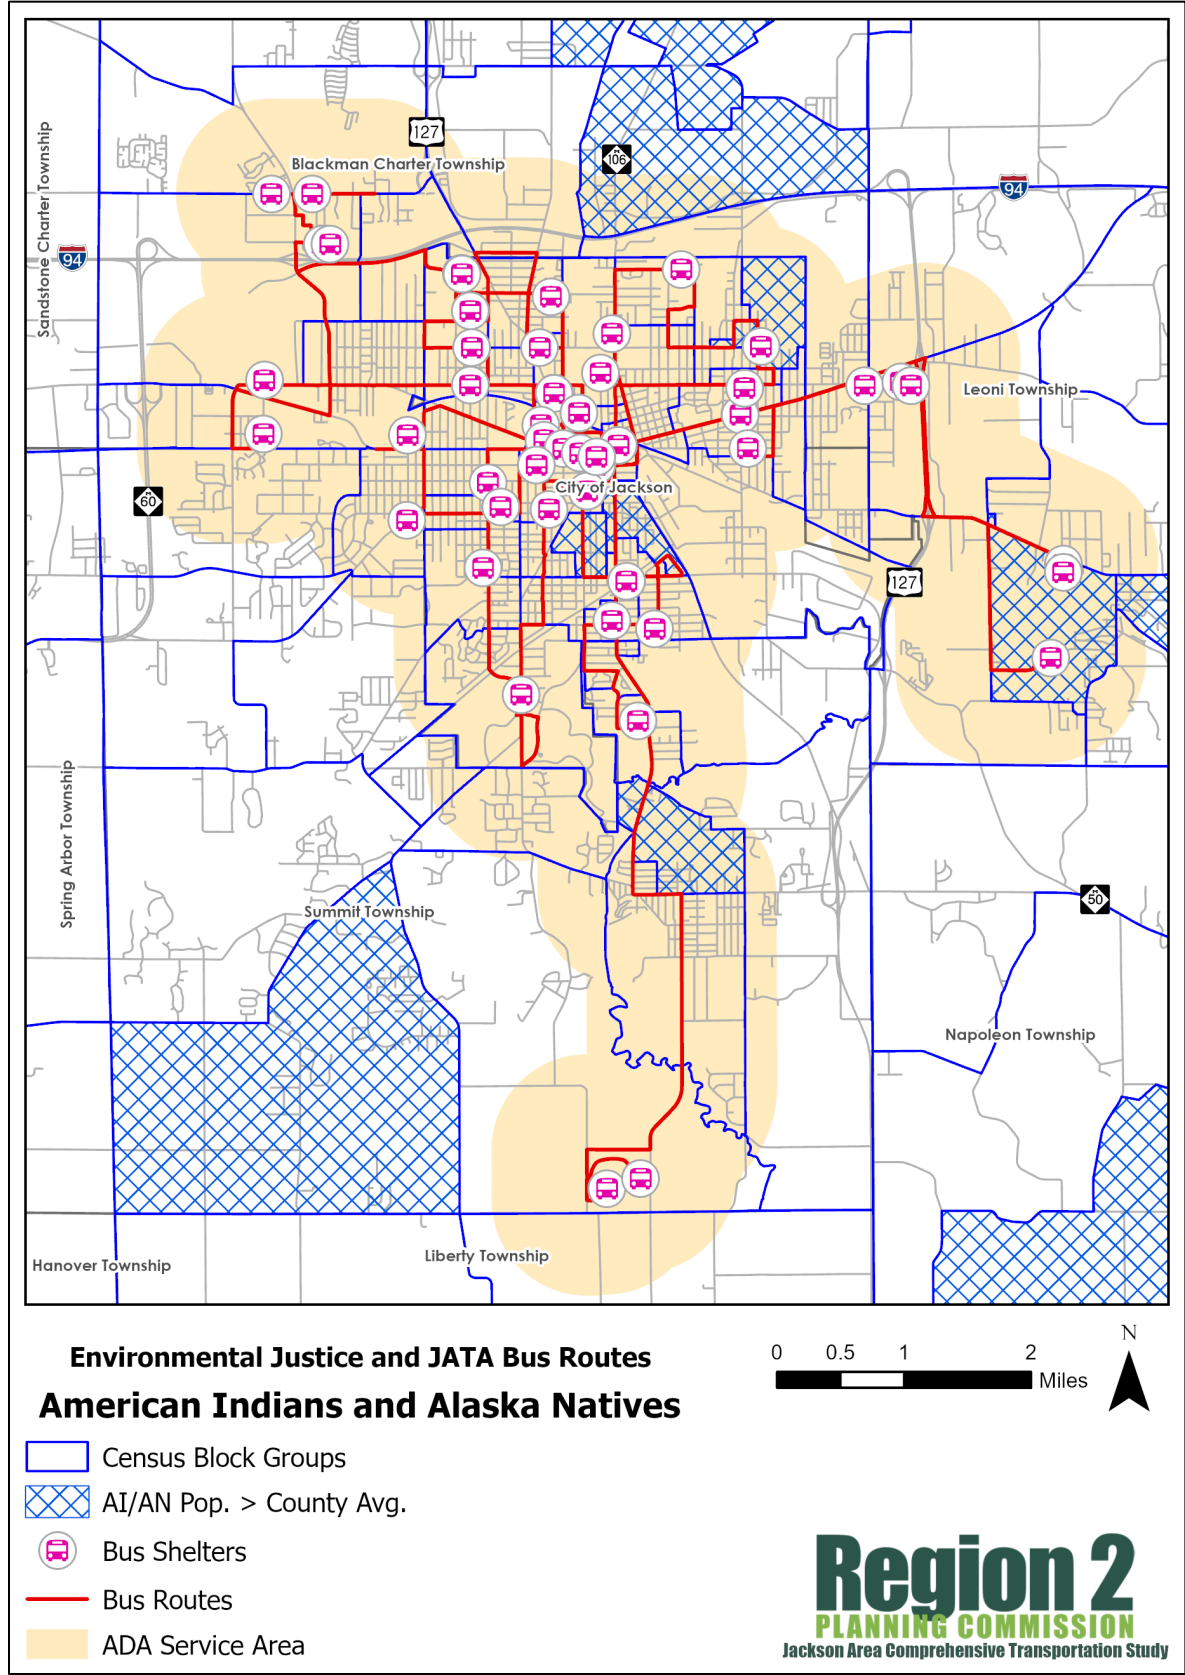 127
106
Blackman Charter Township
94
Sandstone Charter Township
94
Leoni Township
60
City of Jackson
127
Spring Arbor Township
50
Summit Township
Napoleon Township
Liberty Township
Hanover Township
Environmental Justice and JATA Bus Routes
American Indians and Alaska Natives
Census Block Groups
AI/AN Pop. > County Avg.
Bus Shelters
Bus Routes
ADA Service Area
0 0.5 1 2
Miles
N
Region 2
PLANNING COMMISSION
Jackson Area Comprehensive Transportation Study